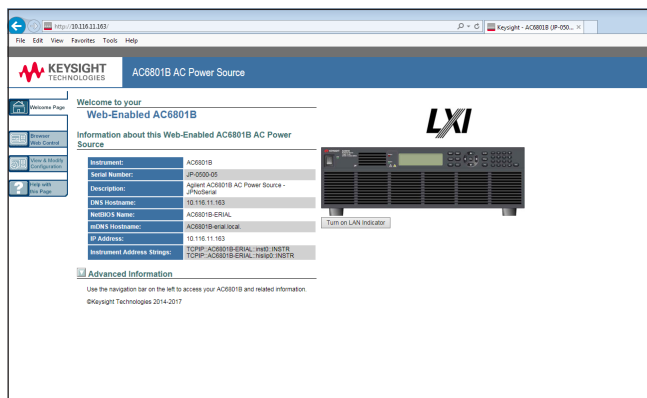 http://10.116.11.163/
Keysight - AC6801B (JP-050...
File Edit View Favorites Tools Help
KEYSIGHT
TECHNOLOGIES
AC6801B AC Power Source
Welcome Page
Browser
Web Control
View & Modify
Configuration
Help with
this Page
Welcome to your
Web-Enabled AC6801B
Information about this Web-Enabled AC6801B AC Power
Source
Instrument: AC6801B
Serial Number: JP-0500-05
Description: Agilent AC6801B AC Power Source -
JPNoSerial
DNS Hostname: 10.116.11.163
NetBIOS Name: AC6801B-ERIAL
mDNS Hostname: AC6801B-erial.local.
IP Address: 10.116.11.163
Instrument Address Strings: TCPIP::AC6801B-ERIAL::inst0::INSTR
TCPIP::AC6801B-ERIAL::hislip0::INSTR
Advanced Information
Use the navigation bar on the left to access your AC6801B and related information.
©Keysight Technologies 2014-2017
LXI
Turn on LAN Indicator